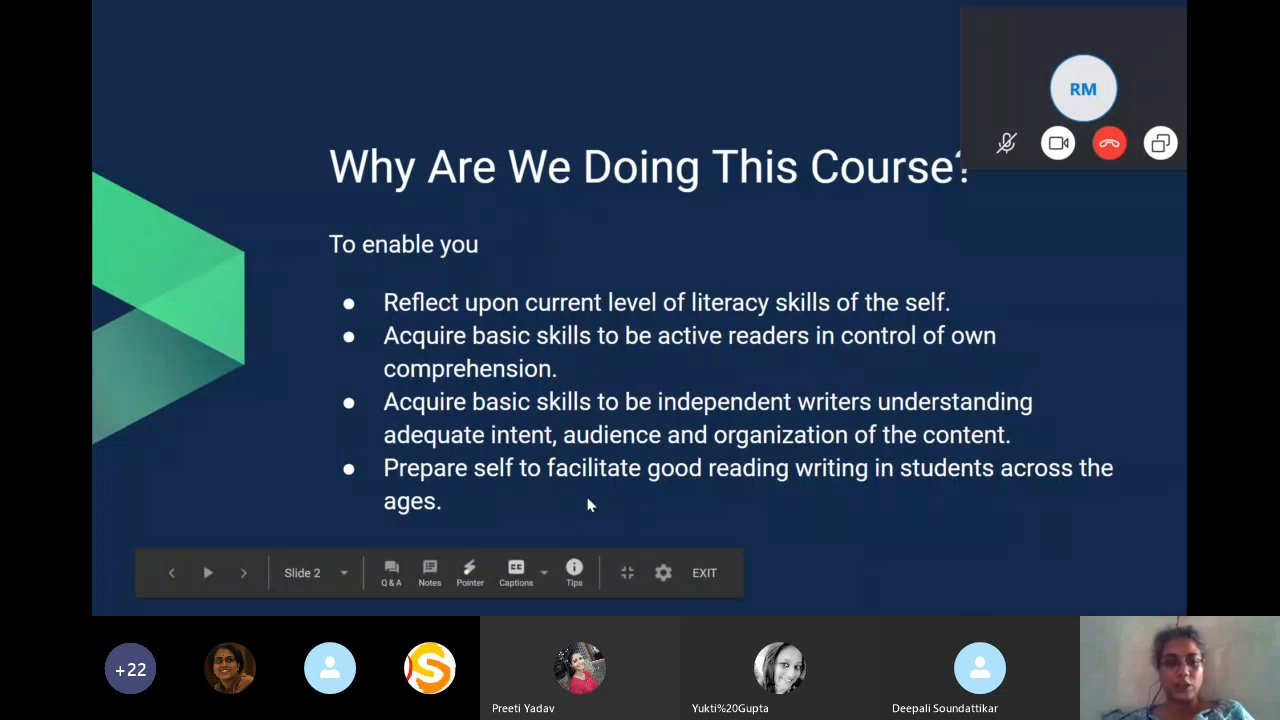 RM
Why Are We Doing This Course?
To enable you
● Reflect upon current level of literacy skills of the self.
● Acquire basic skills to be active readers in control of own
comprehension.
● Acquire basic skills to be independent writers understanding
adequate intent, audience and organization of the content.
● Prepare self to facilitate good reading writing in students across the
ages.
Slide 2
Q & A
Notes
Pointer
CC
Captions
Tips
EXIT
+22
S
Preeti Yadav
Yukti%20Gupta
Deepali Soundattikar